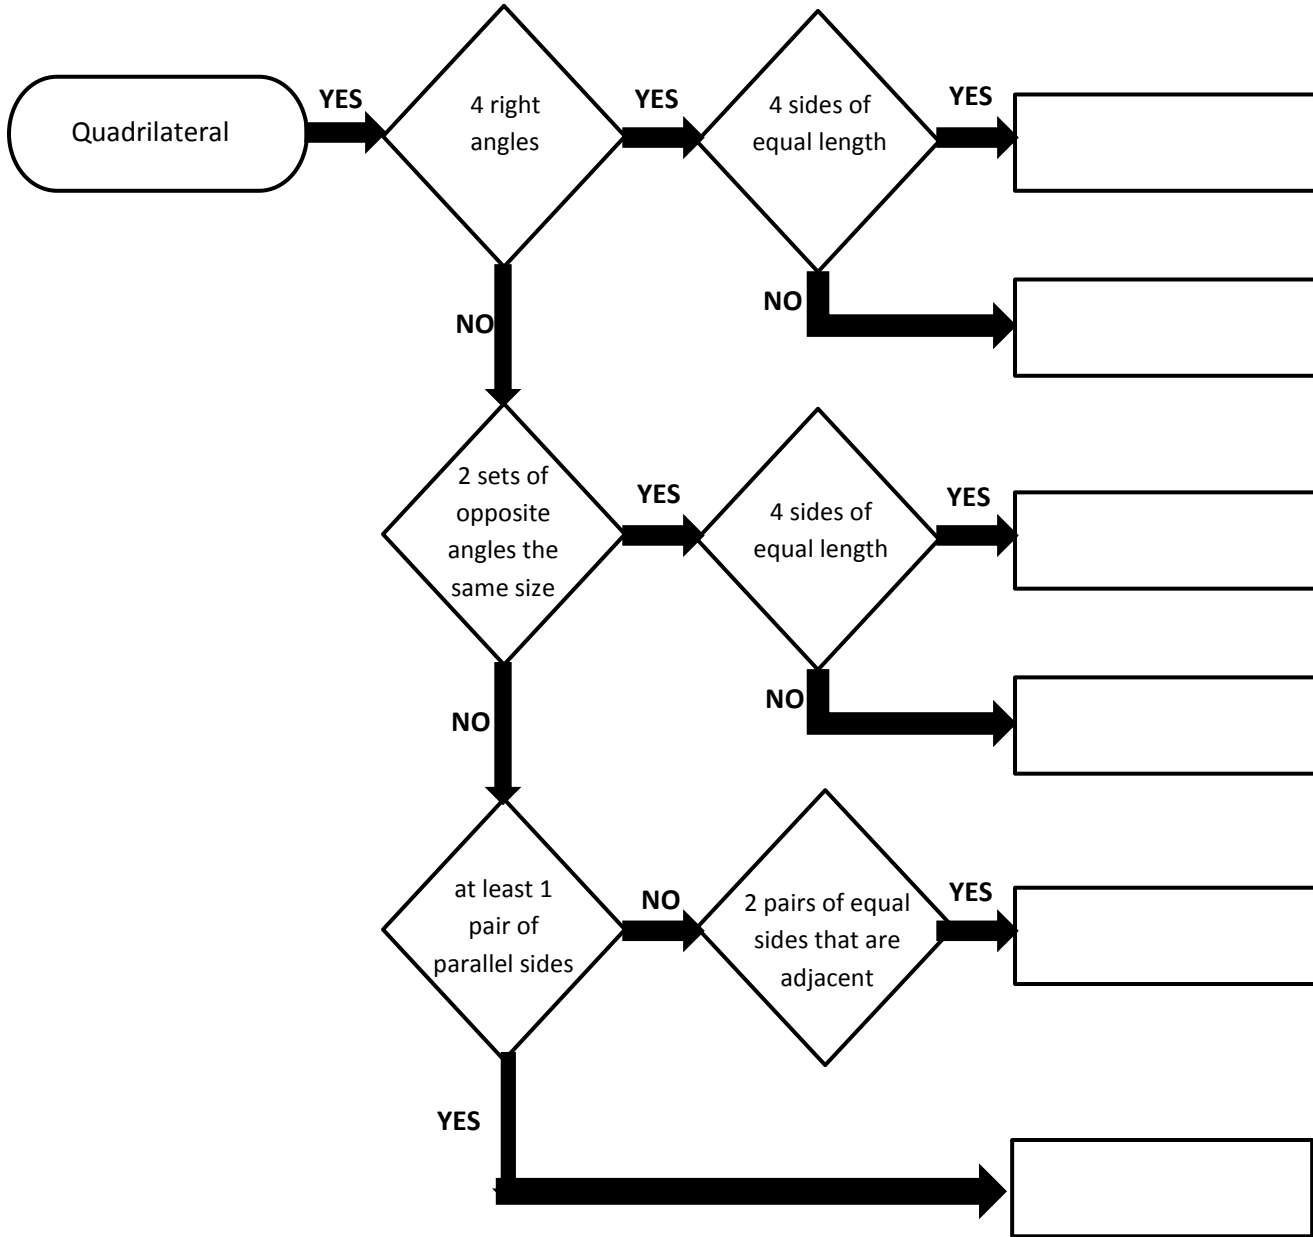 YES
YES
YES
Quadrilateral
4 right
angles
4 sides of
equal length
NO
NO
2 sets of
opposite
angles the
same size
YES
4 sides of
equal length
YES
NO
NO
at least 1
pair of
parallel sides
NO
2 pairs of equal
sides that are
adjacent
YES
YES